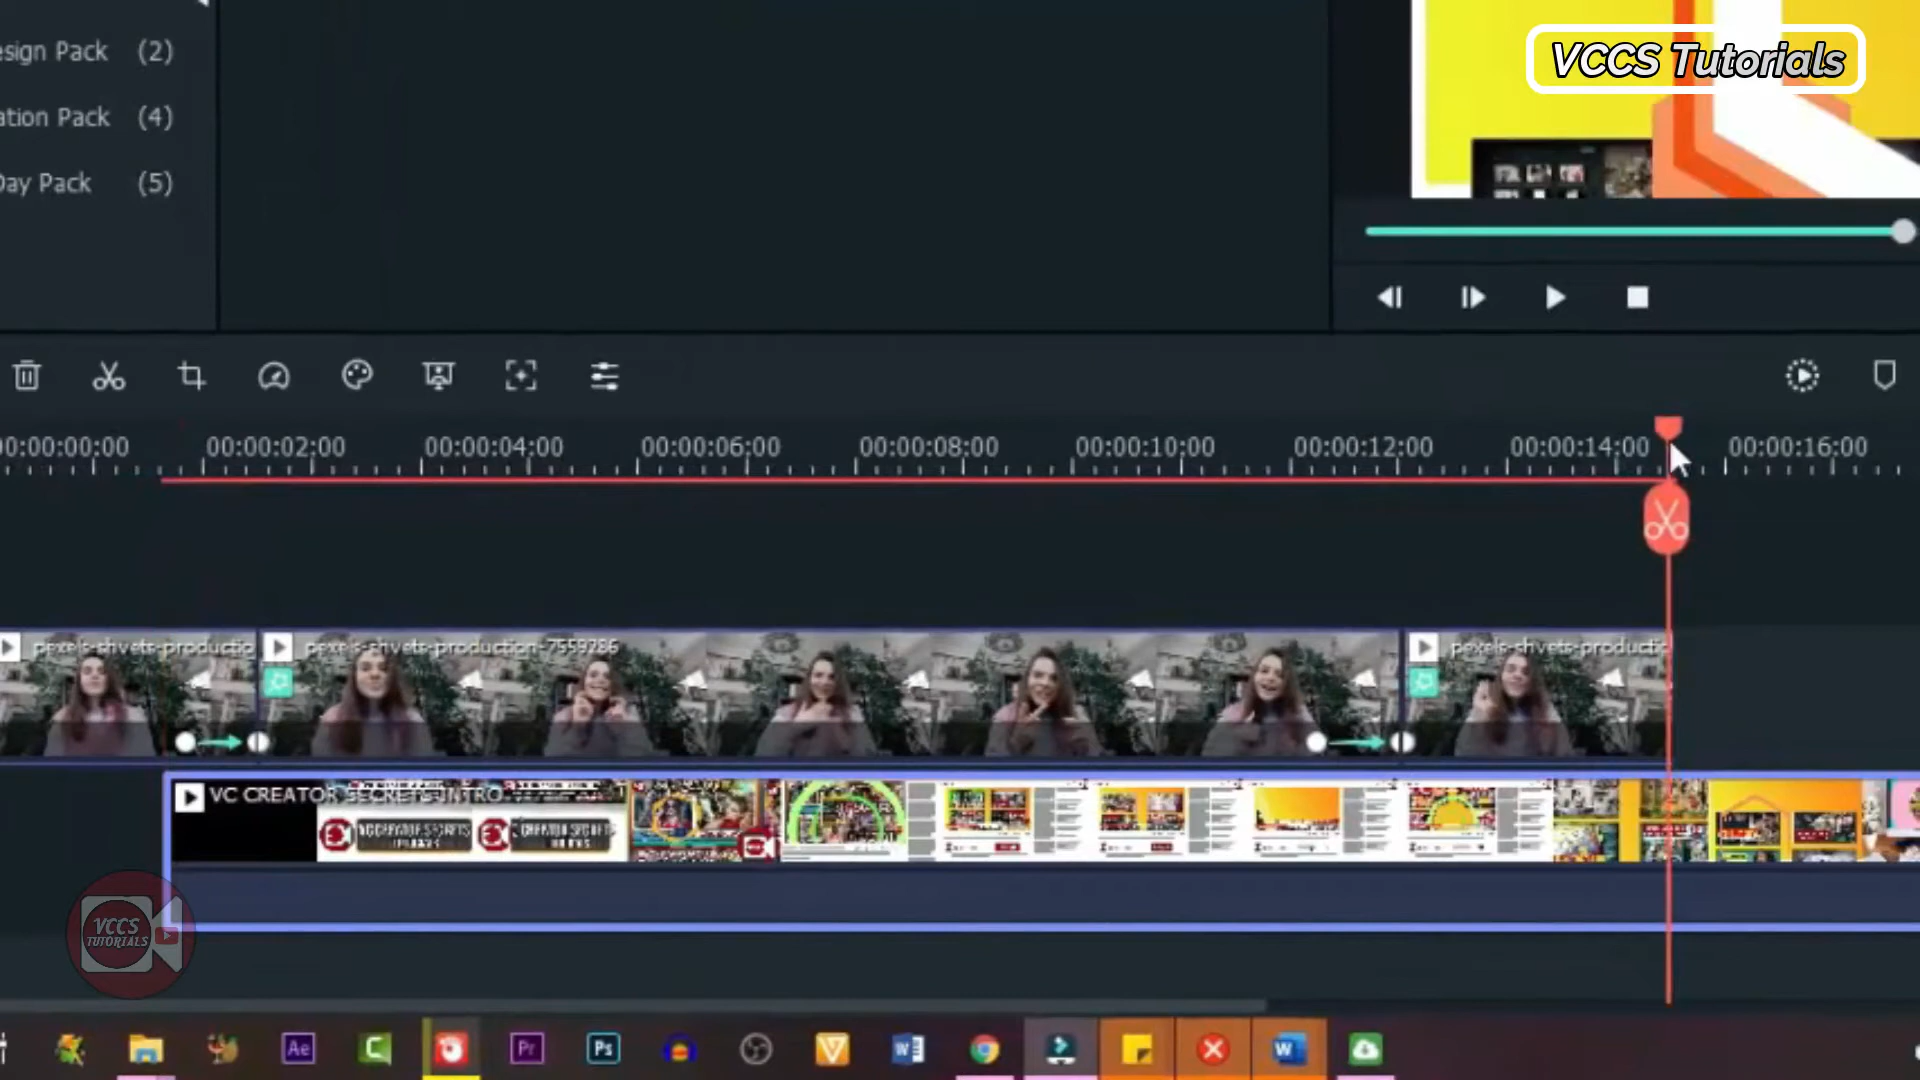 esign Pack (2)
VCCS Tutorials
ation Pack (4)
Day Pack (5)
00:00:00;00 00:00:02;00 00:00:04;00 00:00:06;00 00:00:08;00 00:00:10;00 00:00:12;00 00:00:14;00 00:00:16;00
pexels-shvets-productio pexels-shvets-production-7559286 pexels-shvets-productio
VC CREATOR SECRETS INTRO
VCCS
TUTORIALS
Ae Pr Ps W W